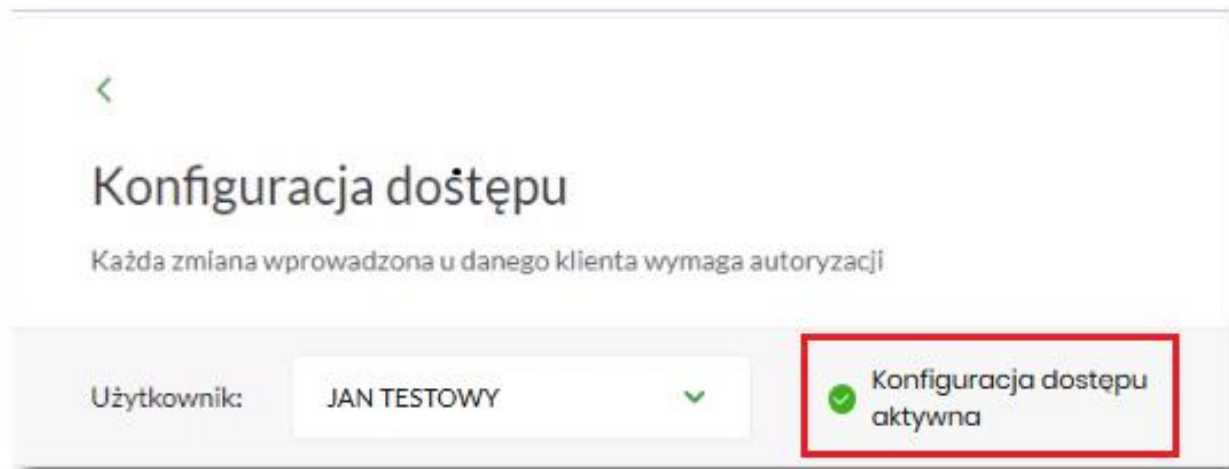 Konfiguracja dostępu
Każda zmiana wprowadzona u danego klienta wymaga autoryzacji
Użytkownik:
JAN TESTOWY
Konfiguracja dostępu
aktywna